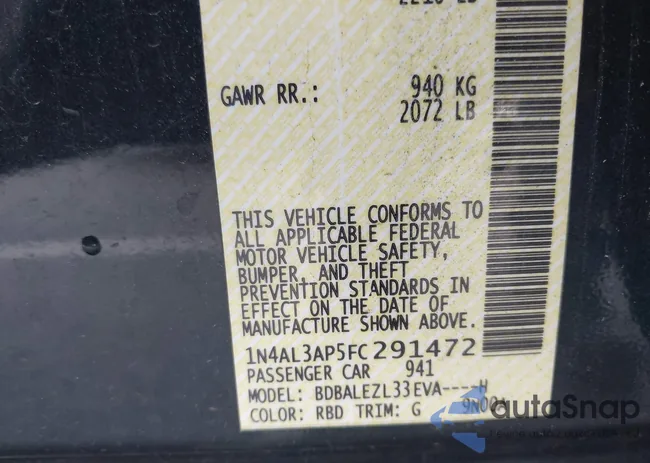 GAWR RR.: 940 KG
2072 LB
THIS VEHICLE CONFORMS TO
ALL APPLICABLE FEDERAL
MOTOR VEHICLE SAFETY,
BUMPER, AND THEFT
PREVENTION STANDARDS IN
EFFECT ON THE DATE OF
MANUFACTURE SHOWN ABOVE.
1N4AL3AP5FC291472
PASSENGER CAR 941
MODEL: BDBALEZL33EVA----H
COLOR: RBD TRIM: G
autoSnap